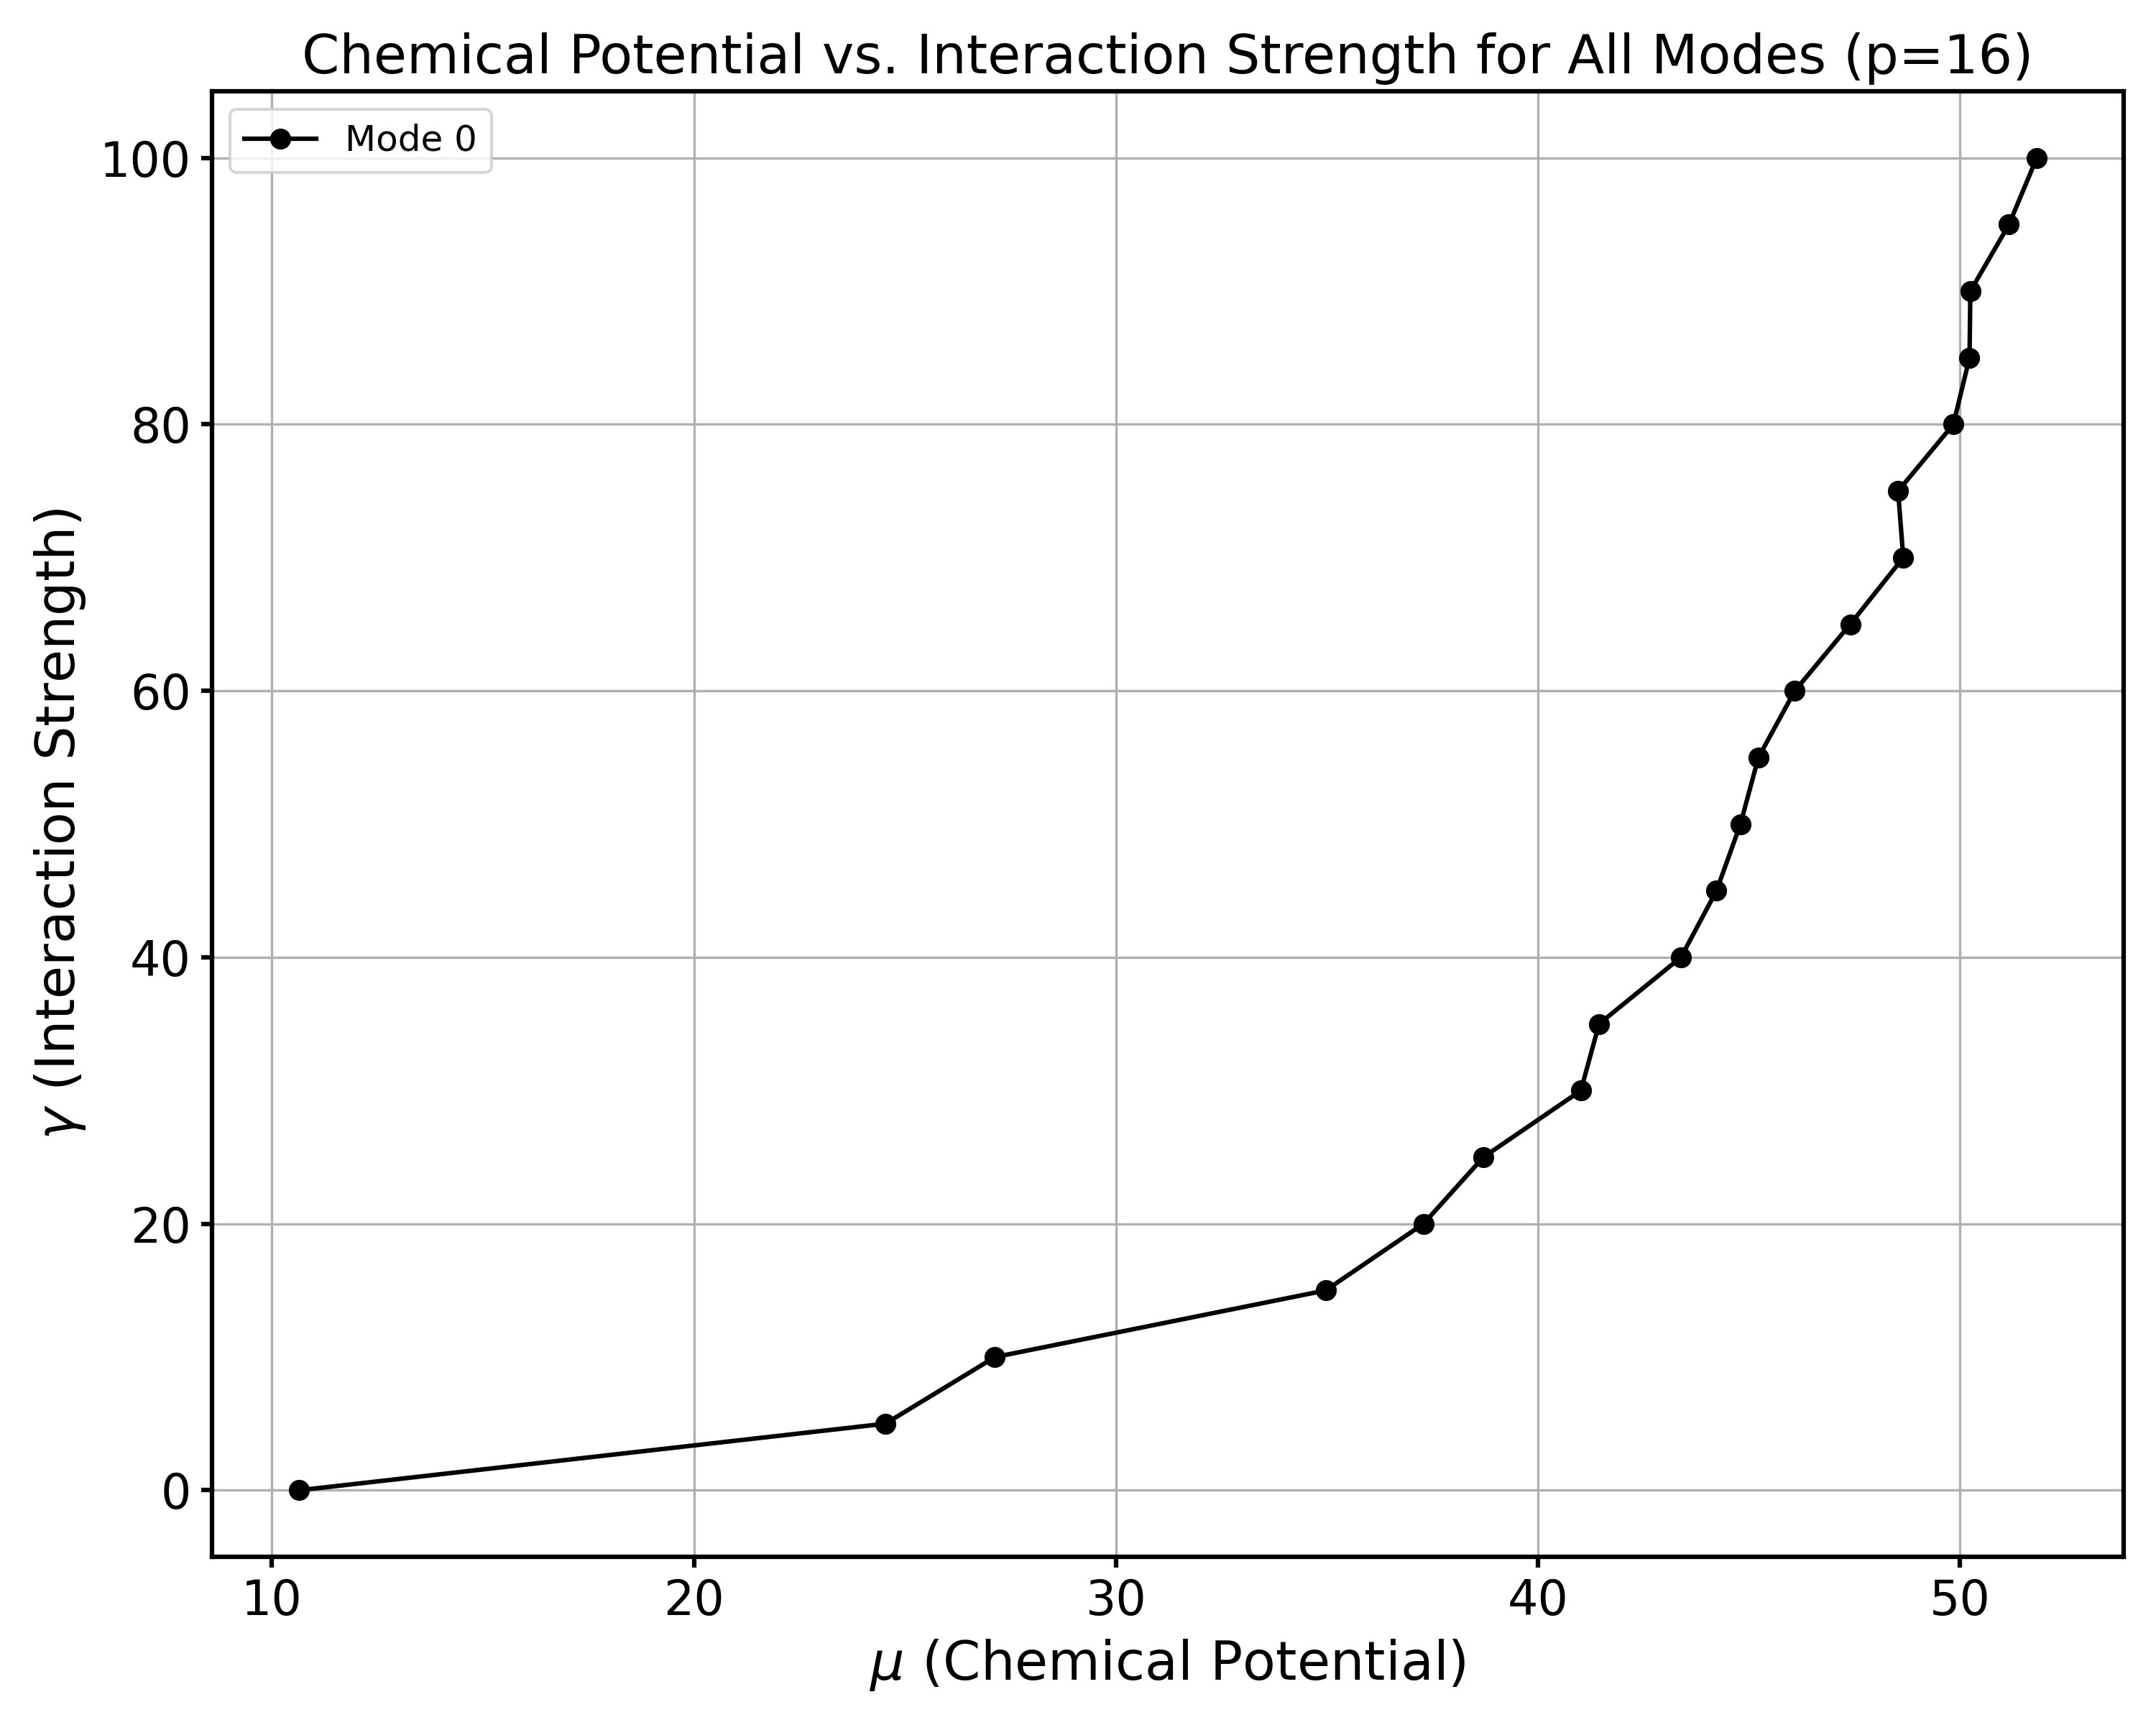 Chemical Potential vs. Interaction Strength for All Modes (p=16)
Mode 0
100
80
60
40
20
0
γ (Interaction Strength)
10 20 30 40 50
μ (Chemical Potential)